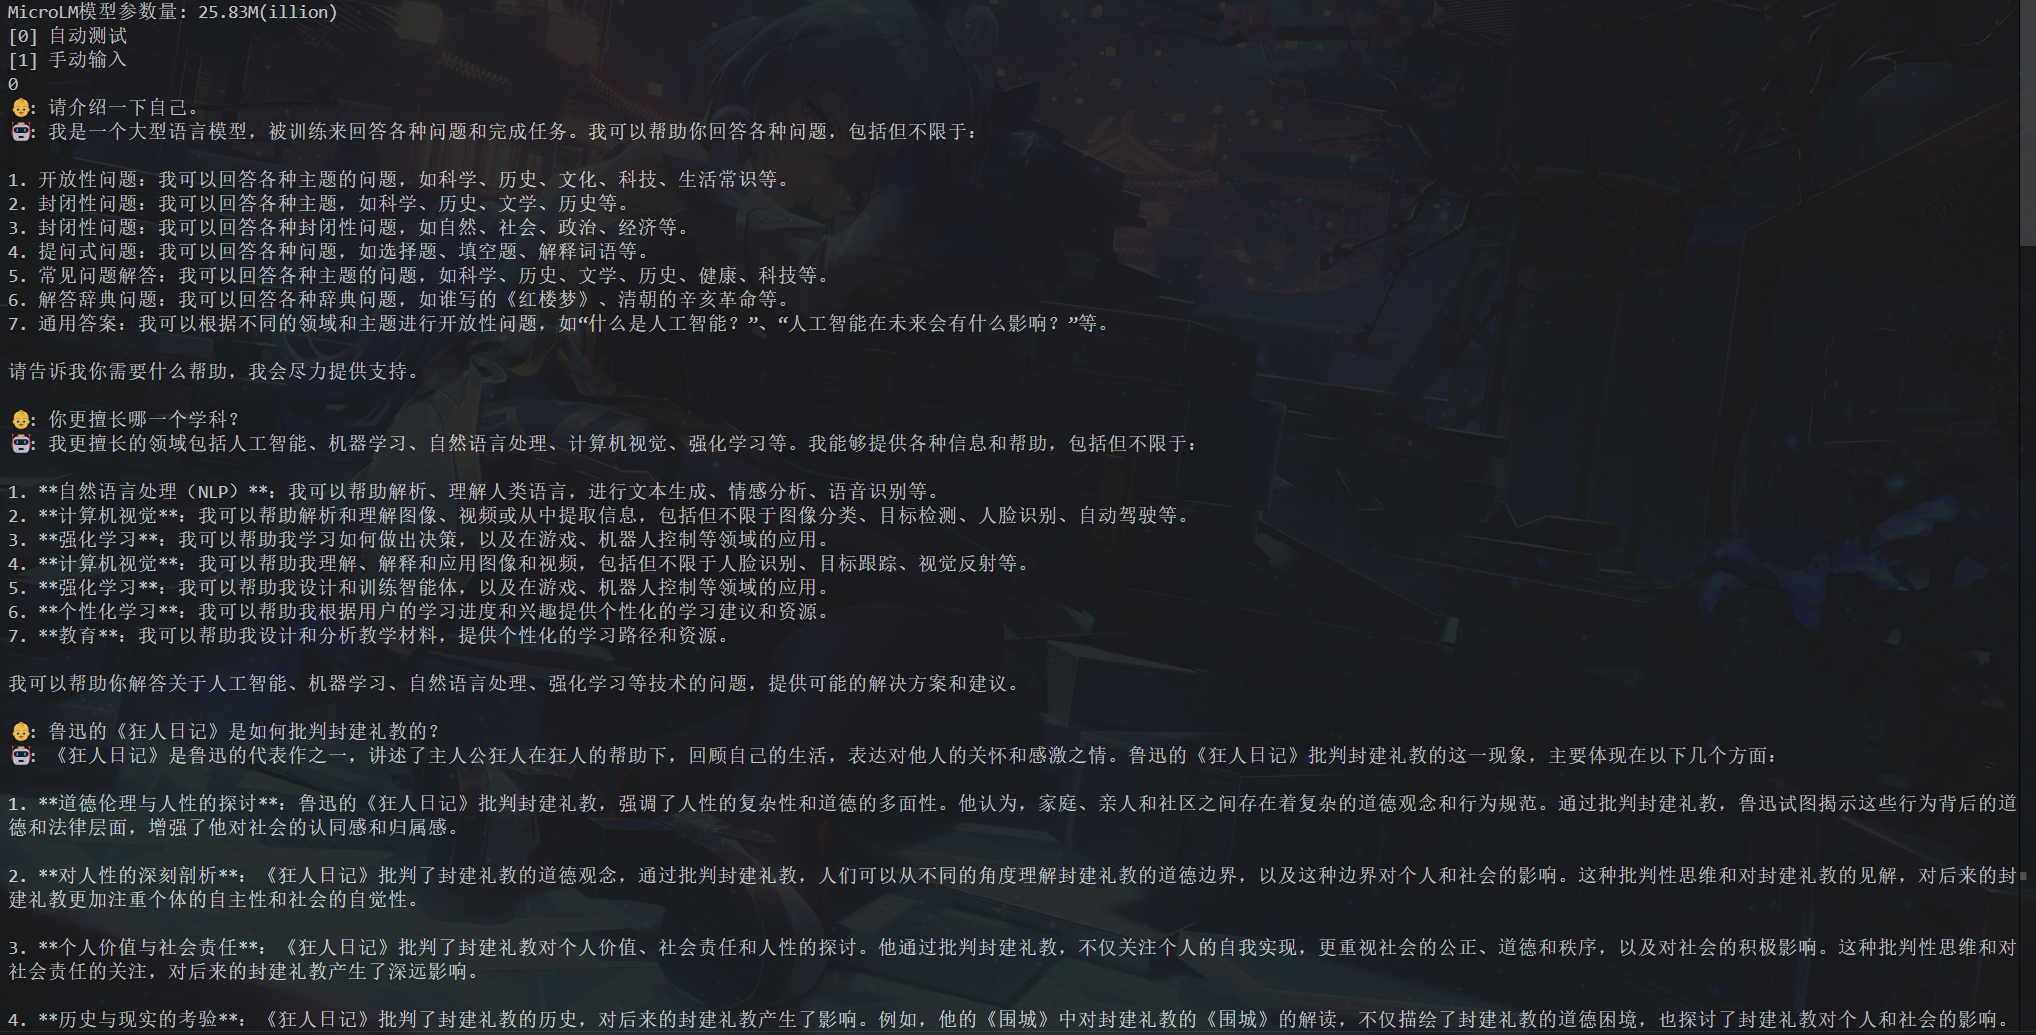 MicroLM模型参数量: 25.83M(illion)
[0] 自动测试
[1] 手动输入
0
👶: 请介绍一下自己。
🤖: 我是一个大型语言模型，被训练来回答各种问题和完成任务。我可以帮助你回答各种问题，包括但不限于：
1. 开放性问题：我可以回答各种主题的问题，如科学、历史、文化、科技、生活常识等。
2. 封闭性问题：我可以回答各种主题，如科学、历史、文学、历史等。
3. 封闭性问题：我可以回答各种封闭性问题，如自然、社会、政治、经济等。
4. 提问式问题：我可以回答各种问题，如选择题、填空题、解释词语等。
5. 常见问题解答：我可以回答各种主题的问题，如科学、历史、文学、历史、健康、科技等。
6. 解答辞典问题：我可以回答各种辞典问题，如谁写的《红楼梦》、清朝的辛亥革命等。
7. 通用答案：我可以根据不同的领域和主题进行开放性问题，如“什么是人工智能？”、“人工智能在未来会有什么影响？”等。
请告诉我你需要什么帮助，我会尽力提供支持。
👶: 你更擅长哪一个学科？
🤖: 我更擅长的领域包括人工智能、机器学习、自然语言处理、计算机视觉、强化学习等。我能够提供各种信息和帮助，包括但不限于：
1. **自然语言处理（NLP）**：我可以帮助解析、理解人类语言，进行文本生成、情感分析、语音识别等。
2. **计算机视觉**：我可以帮助解析和理解图像、视频或从中提取信息，包括但不限于图像分类、目标检测、人脸识别、自动驾驶等。
3. **强化学习**：我可以帮助我学习如何做出决策，以及在游戏、机器人控制等领域的应用。
4. **计算机视觉**：我可以帮助我理解、解释和应用图像和视频，包括但不限于人脸识别、目标跟踪、视觉反射等。
5. **强化学习**：我可以帮助我设计和训练智能体，以及在游戏、机器人控制等领域的应用。
6. **个性化学习**：我可以帮助我根据用户的学习进度和兴趣提供个性化的学习建议和资源。
7. **教育**：我可以帮助我设计和分析教学材料，提供个性化的学习路径和资源。
我可以帮助你解答关于人工智能、机器学习、自然语言处理、强化学习等技术的问题，提供可能的解决方案和建议。
👶: 鲁迅的《狂人日记》是如何批判封建礼教的？
🤖: 《狂人日记》是鲁迅的代表作之一，讲述了主人公狂人在狂人的帮助下，回顾自己的生活，表达对他人的关怀和感激之情。鲁迅的《狂人日记》批判封建礼教的这一现象，主要体现在以下几个方面：
1. **道德伦理与人性的探讨**：鲁迅的《狂人日记》批判封建礼教，强调了人性的复杂性和道德的多面性。他认为，家庭、亲人和社区之间存在着复杂的道德观念和行为规范。通过批判封建礼教，鲁迅试图揭示这些行为背后的道
德和法律层面，增强了他对社会的认同感和归属感。
2. **对人性的深刻剖析**：《狂人日记》批判了封建礼教的道德观念，通过批判封建礼教，人们可以从不同的角度理解封建礼教的道德边界，以及这种边界对个人和社会的影响。这种批判性思维和对封建礼教的见解，对后来的封
建礼教更加注重个体的自主性和社会的自觉性。
3. **个人价值与社会责任**：《狂人日记》批判了封建礼教对个人价值、社会责任和人性的探讨。他通过批判封建礼教，不仅关注个人的自我实现，更重视社会的公正、道德和秩序，以及对社会的积极影响。这种批判性思维和对
社会责任的关注，对后来的封建礼教产生了深远影响。
4. **历史与现实的考验**：《狂人日记》批判了封建礼教的历史，对后来的封建礼教产生了影响。例如，他的《围城》中对封建礼教的《围城》的解读，不仅描绘了封建礼教的道德困境，也探讨了封建礼教对个人和社会的影响。